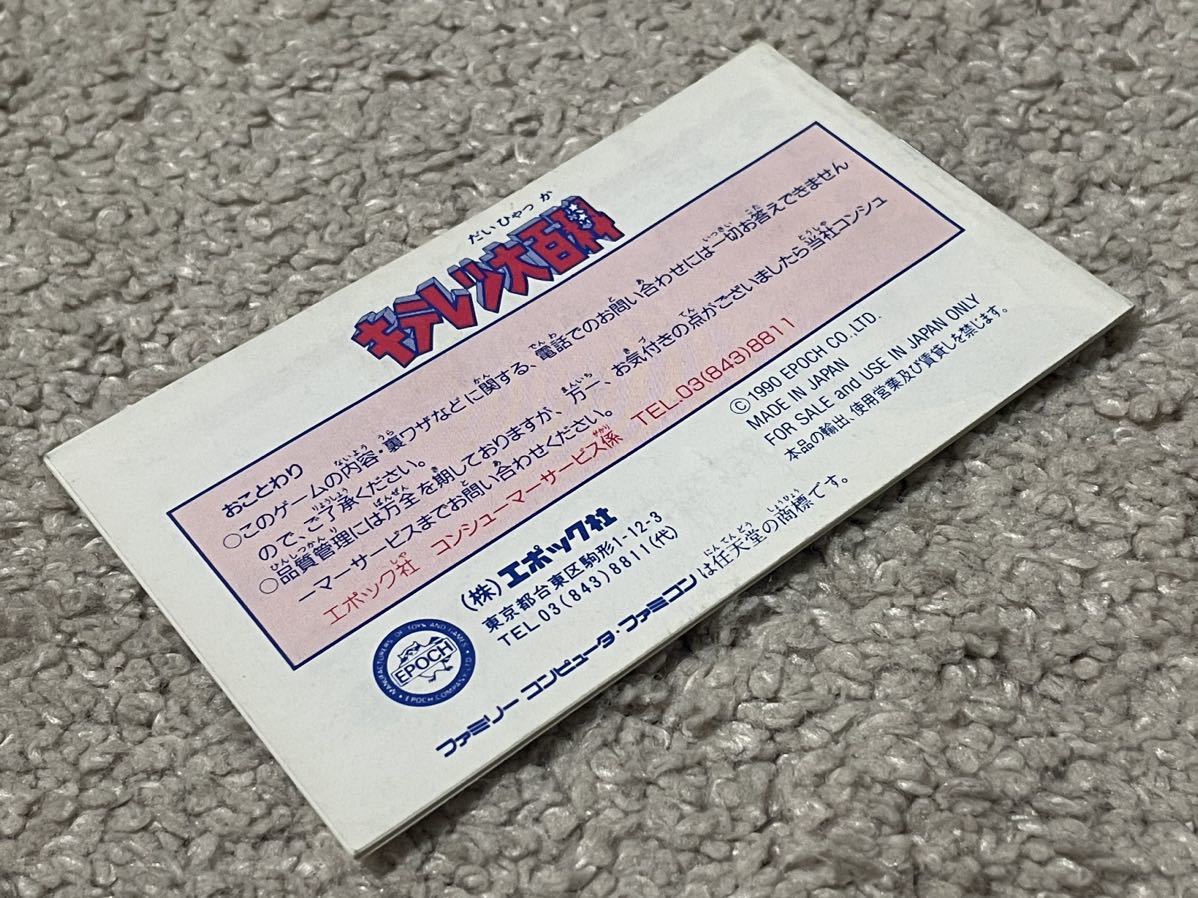 だいひゃっか
キテレツ大百科
おことわり
○このゲームの内容・裏ワザなどに関する、電話でのお問い合わせには一切お答えできません
ので、ご了承ください。
○品質管理には万全を期しておりますが、万一、お気付きの点がございましたら当社コンシュ
ーマーサービスまでお問い合わせください。
エポック社 コンシューマーサービス係 TEL.03(843)8811
© 1990 EPOCH CO.,LTD.
MADE IN JAPAN
FOR SALE and USE IN JAPAN ONLY
本品の輸出、使用営業及び賃貸しを禁じます。
MANUFACTURERS OF TOYS AND GAMES
EPOCH
EPOCH COMPANY, LTD.
(株)エポック社
東京都台東区駒形1-12-3
TEL 03(843)8811(代)
ファミリーコンピュータ・ファミコンは任天堂の商標です。